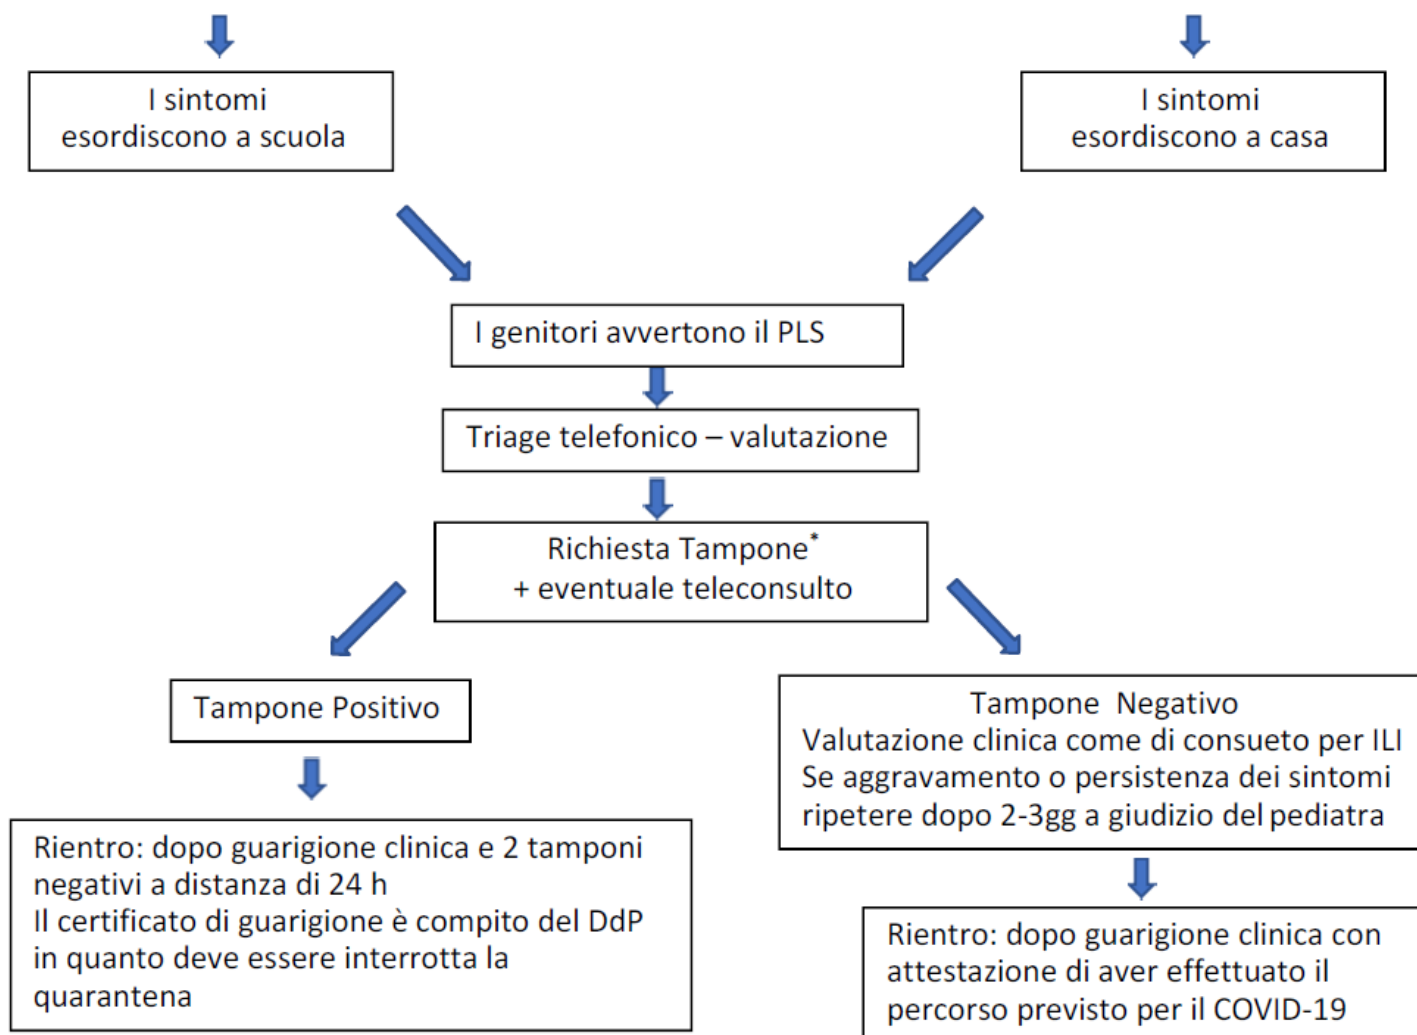 I sintomi
esordiscono a scuola
I sintomi
esordiscono a casa
I genitori avvertono il PLS
Triage telefonico – valutazione
Richiesta Tampone*
+ eventuale teleconsulto
Tampone Positivo
Tampone Negativo
Valutazione clinica come di consueto per ILI
Se aggravamento o persistenza dei sintomi
ripetere dopo 2-3gg a giudizio del pediatra
Rientro: dopo guarigione clinica e 2 tamponi
negativi a distanza di 24 h
Il certificato di guarigione è compito del DdP
in quanto deve essere interrotta la
quarantena
Rientro: dopo guarigione clinica con
attestazione di aver effettuato il
percorso previsto per il COVID-19